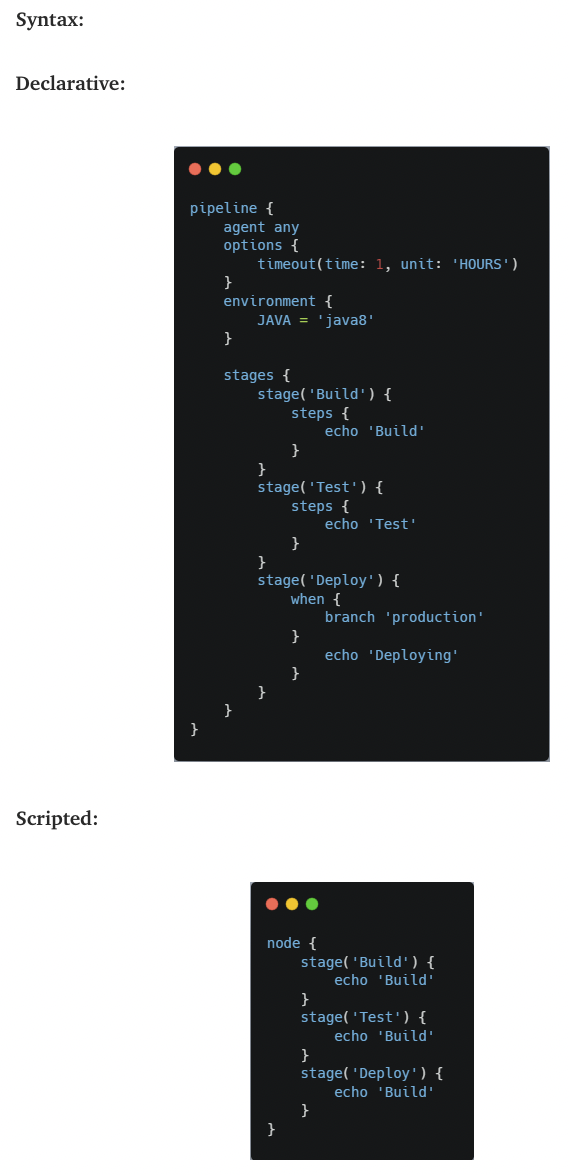 Syntax:
Declarative:
pipeline {
    agent any
    options {
        timeout(time: 1, unit: 'HOURS')
    }
    environment {
        JAVA = 'java8'
    }

    stages {
        stage('Build') {
            steps {
                echo 'Build'
            }
        }
        stage('Test') {
            steps {
                echo 'Test'
            }
        }
        stage('Deploy') {
            when {
                branch 'production'
            }
                echo 'Deploying'
            }
        }
    }
}
Scripted:
node {
    stage('Build') {
        echo 'Build'
    }
    stage('Test') {
        echo 'Build'
    }
    stage('Deploy') {
        echo 'Build'
    }
}